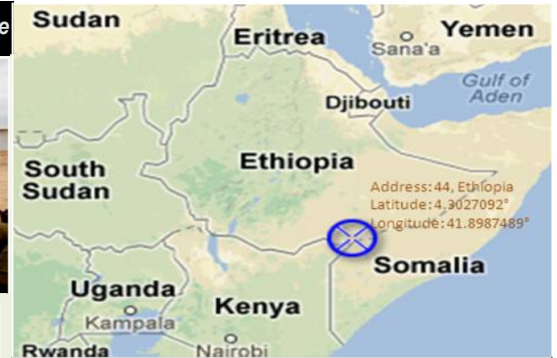 e
Sudan
Eritrea
Yemen
Sana'a
Gulf of
Aden
Djibouti
South
Sudan
Ethiopia
Address:44, Ethiopia
Latitude:4.3027092°
Longitude:41.8987489°
Somalia
Uganda
Kampala
Kenya
Nairobi
Rwanda